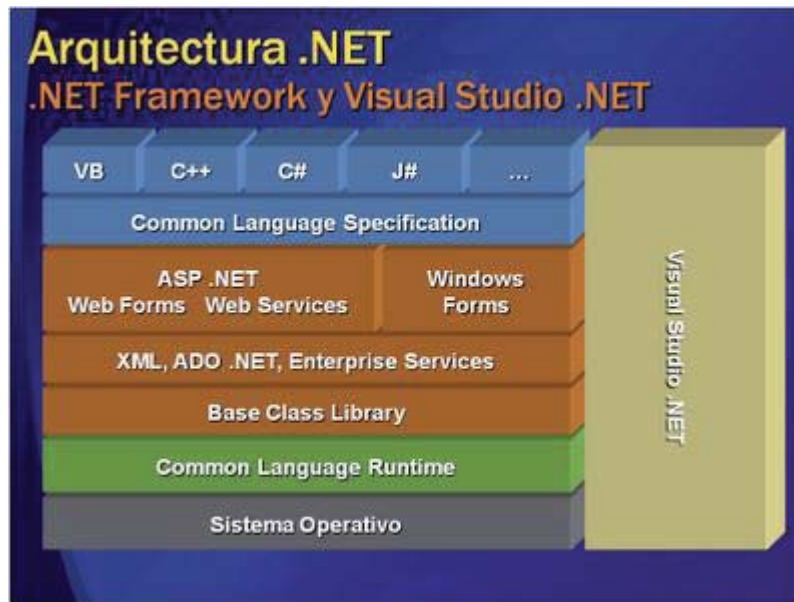 Arquitectura .NET
.NET Framework y Visual Studio .NET
VB C++ C# J# ...
Common Language Specification
ASP .NET
Web Forms Web Services
Windows
Forms
XML, ADO .NET, Enterprise Services
Base Class Library
Common Language Runtime
Sistema Operativo
Visual Studio .NET